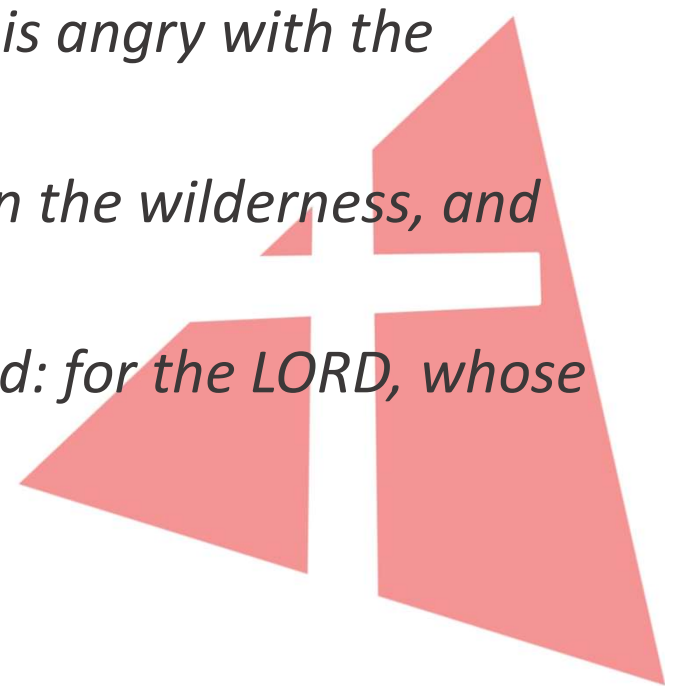 is angry with the
n the wilderness, and
d: for the LORD, whose